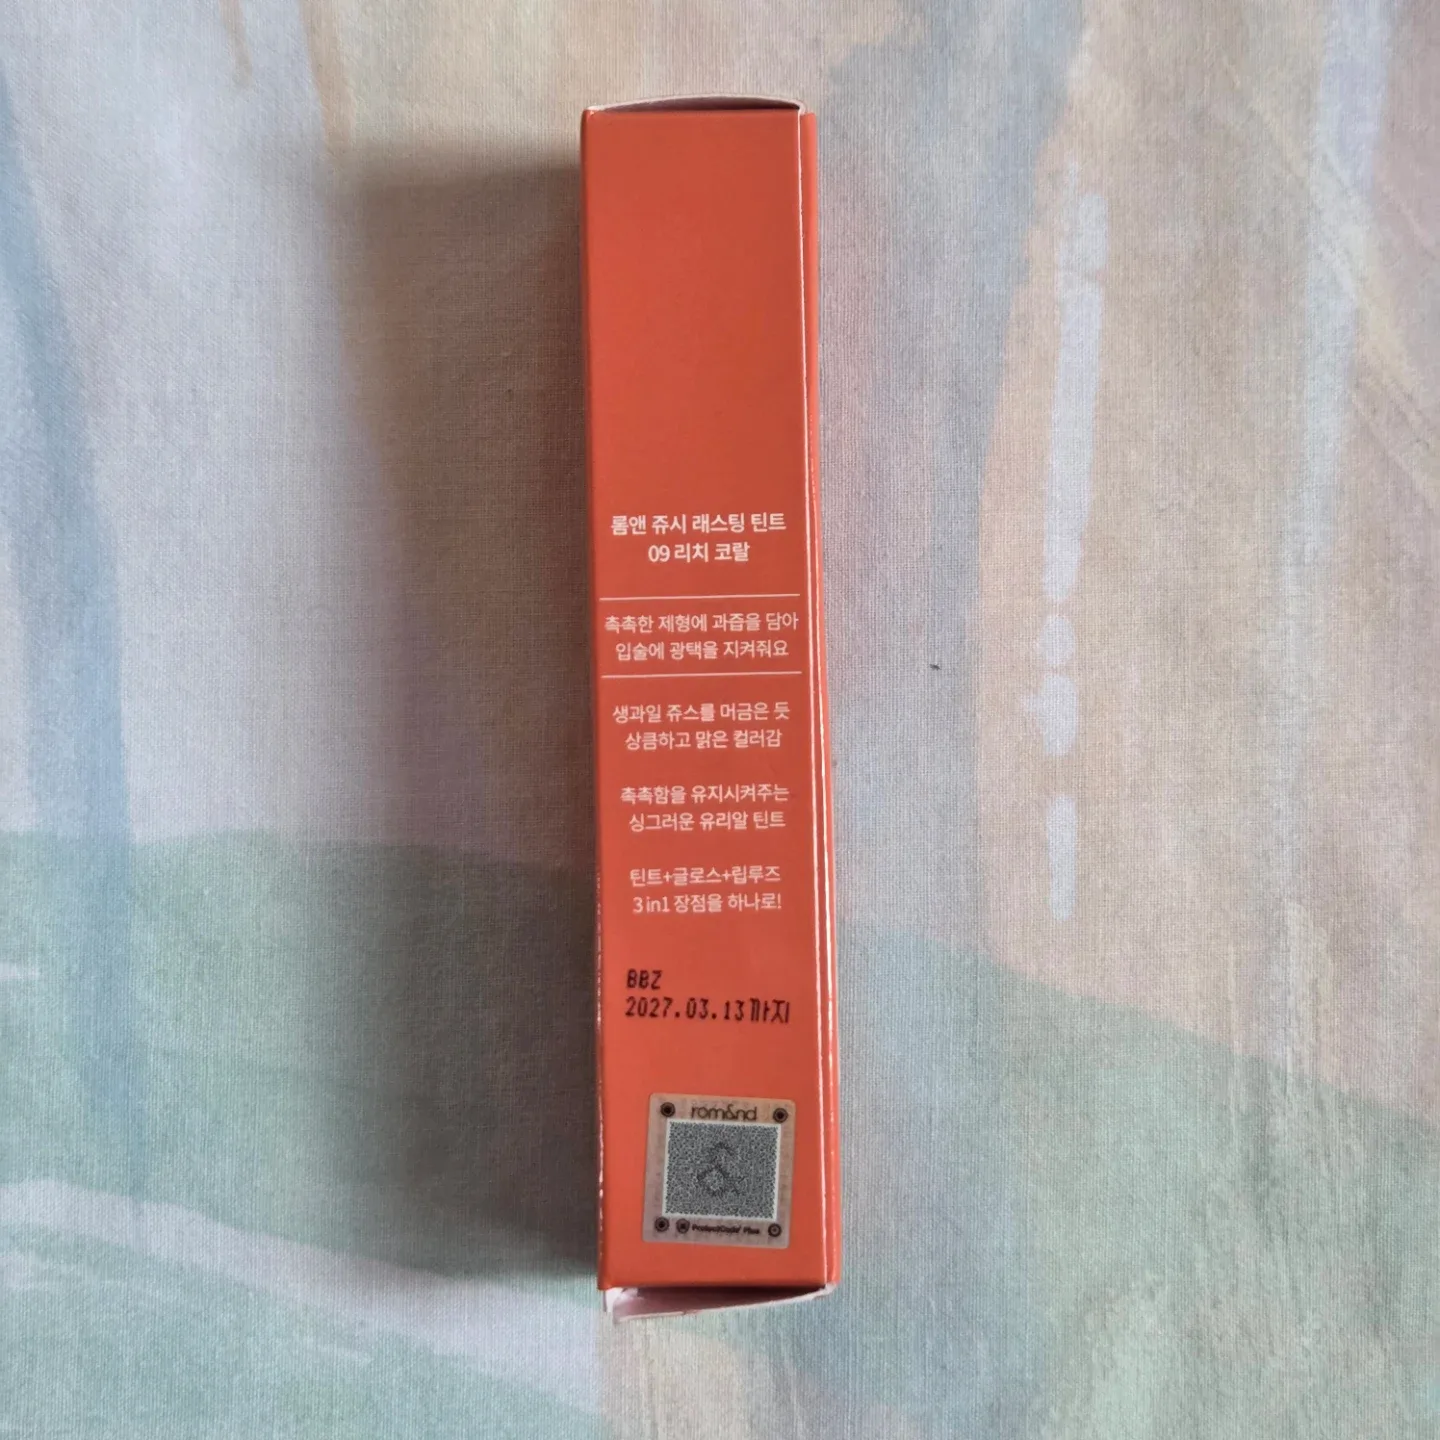 롬앤 쥬시 래스팅 틴트
09 리치 코랄
촉촉한 제형에 과즙을 담아
입술에 광택을 지켜줘요
생과일 쥬스를 머금은 듯
상큼하고 맑은 컬러감
촉촉함을 유지시켜주는
싱그러운 유리알 틴트
틴트+글로스+립루즈
3 in1 장점을 하나로!
BBZ
2027.03.13까지
rom&nd
ProtectCode Plus